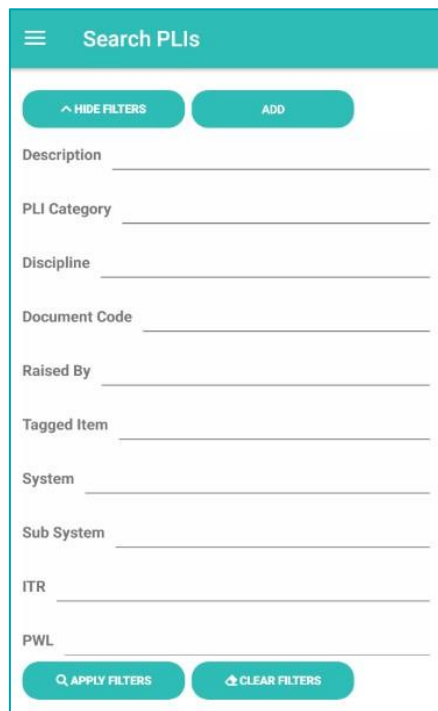 Search PLIs
HIDE FILTERS ADD
Description
PLI Category
Discipline
Document Code
Raised By
Tagged Item
System
Sub System
ITR
PWL
APPLY FILTERS CLEAR FILTERS